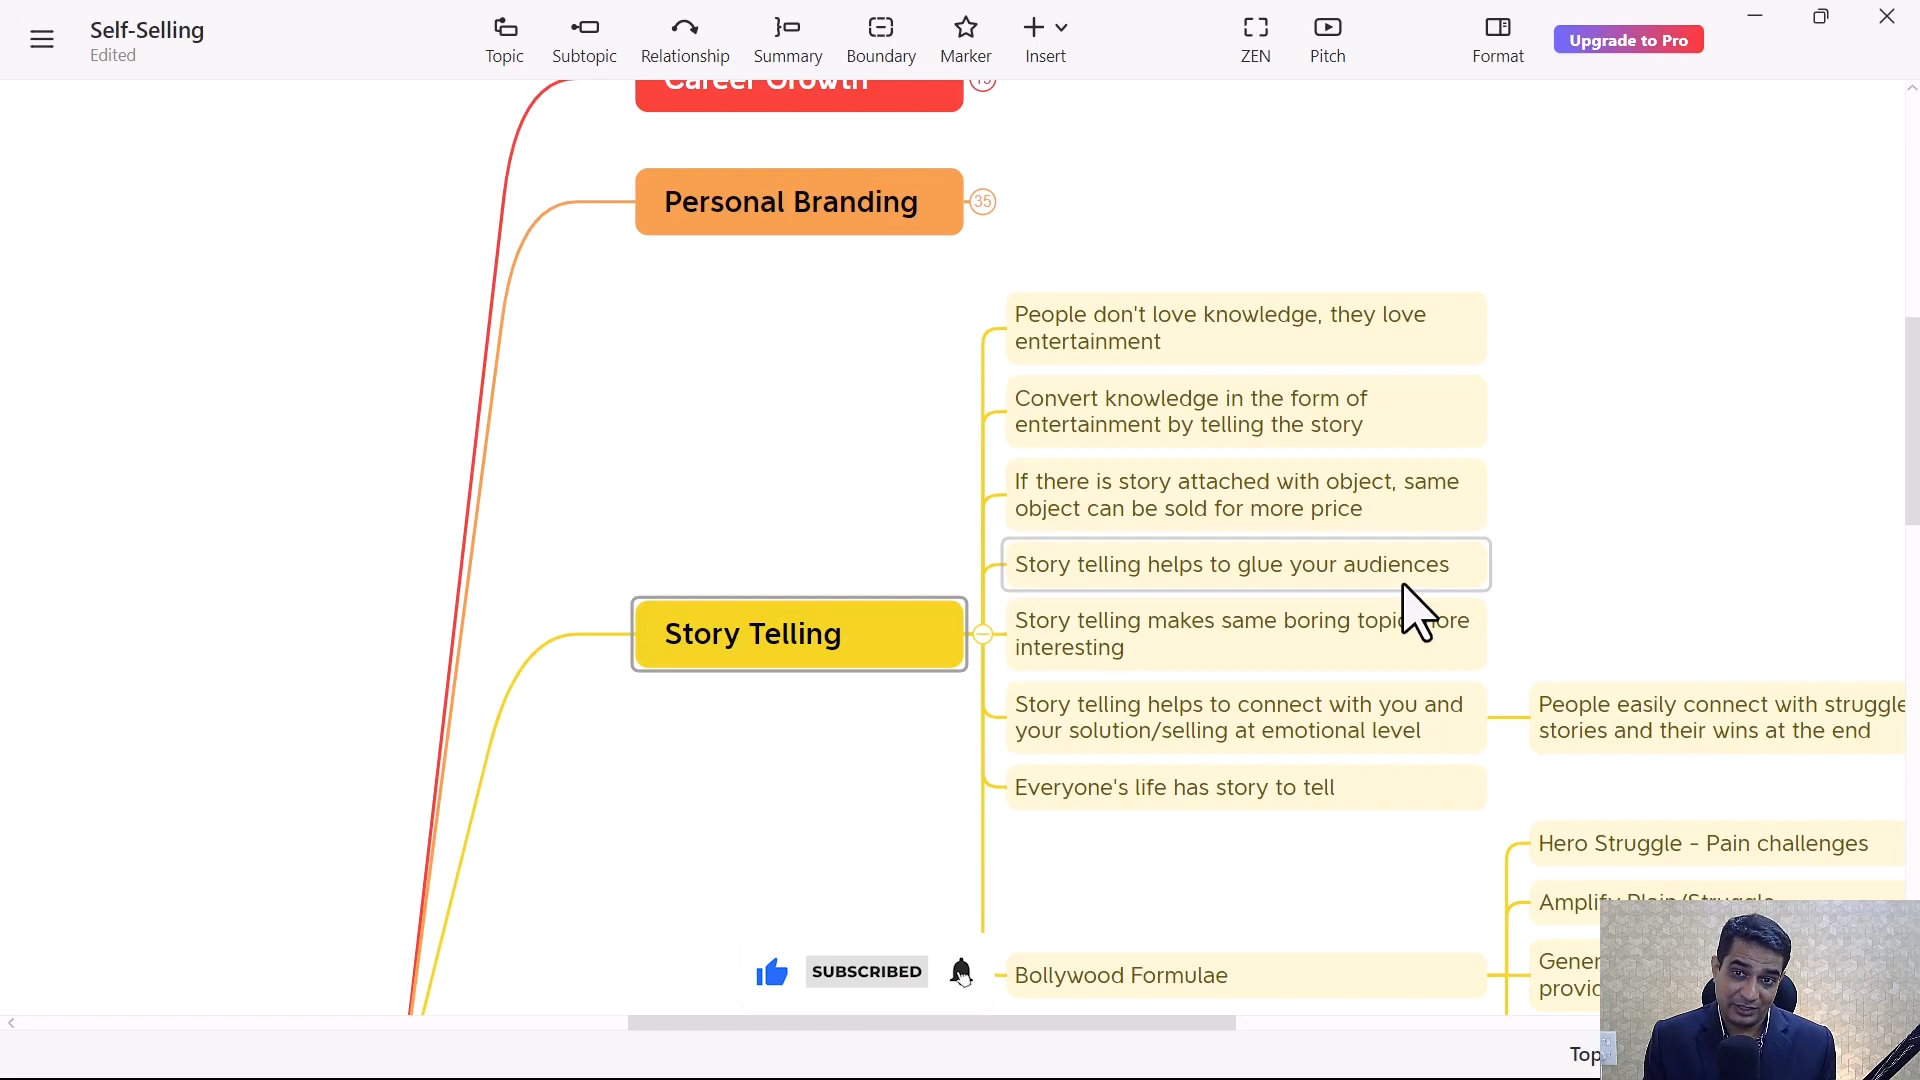 Self-Selling
Edited
Topic
Subtopic
Relationship
Summary
Boundary
Marker
Insert
ZEN
Pitch
Format
Upgrade to Pro
Career Growth
Personal Branding
35
People don't love knowledge, they love
entertainment
Convert knowledge in the form of
entertainment by telling the story
If there is story attached with object, same
object can be sold for more price
Story telling helps to glue your audiences
Story Telling
Story telling makes same boring topic more
interesting
Story telling helps to connect with you and
your solution/selling at emotional level
People easily connect with struggle
stories and their wins at the end
Everyone's life has story to tell
Hero Struggle - Pain challenges
SUBSCRIBED
Bollywood Formulae